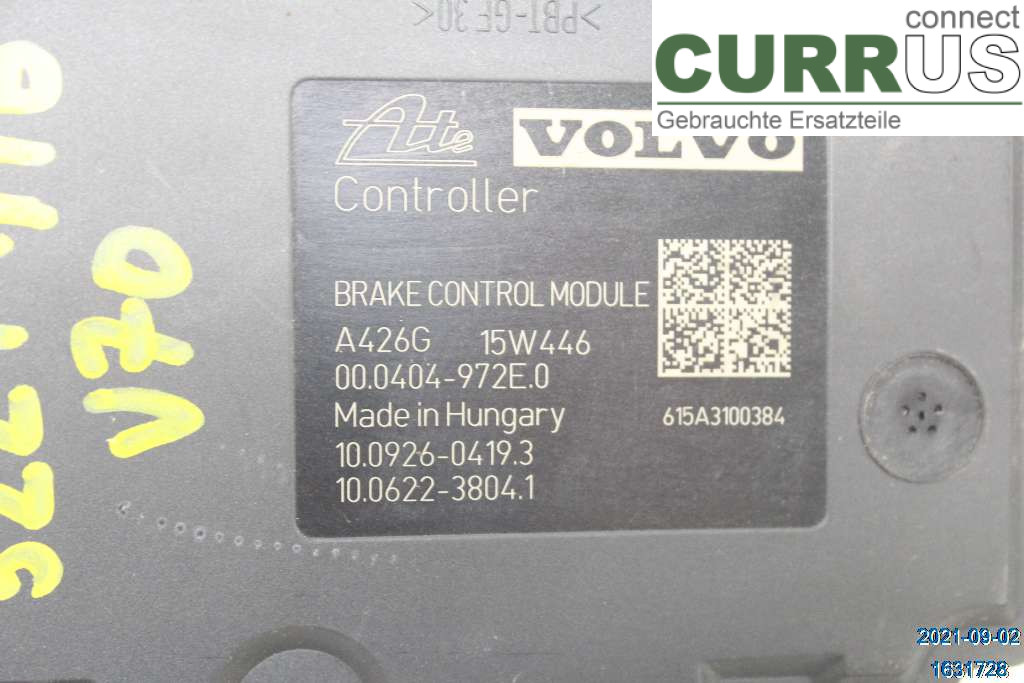 >PBT-GF30<
connect
CURRUS
Gebrauchte Ersatzteile
Ate VOLVO
Controller
BRAKE CONTROL MODULE
A426G 15W446
00.0404-972E.0
Made in Hungary
615A3100384
10.0926-0419.3
10.0622-3804.1
V70
2021-09-02
1631728